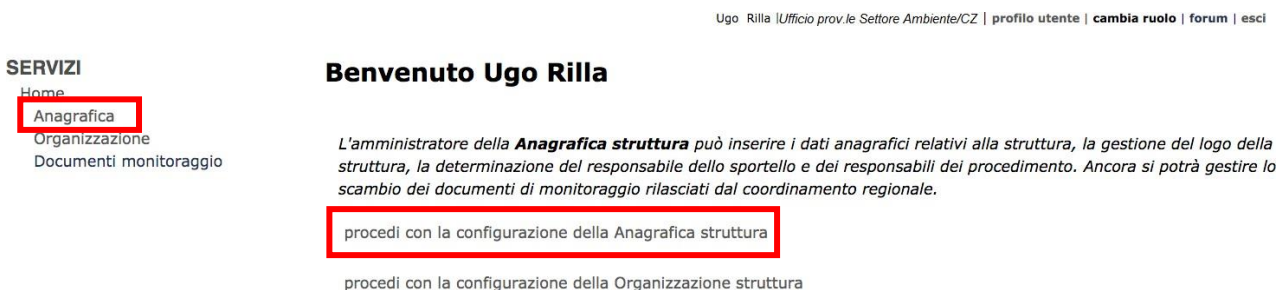 Ugo Rilla |Ufficio prov.le Settore Ambiente/CZ | profilo utente | cambia ruolo | forum | esci
SERVIZI
Home
Anagrafica
Organizzazione
Documenti monitoraggio
Benvenuto Ugo Rilla
L'amministratore della Anagrafica struttura può inserire i dati anagrafici relativi alla struttura, la gestione del logo della
struttura, la determinazione del responsabile dello sportello e dei responsabili dei procedimento. Ancora si potrà gestire lo
scambio dei documenti di monitoraggio rilasciati dal coordinamento regionale.
procedi con la configurazione della Anagrafica struttura
procedi con la configurazione della Organizzazione struttura